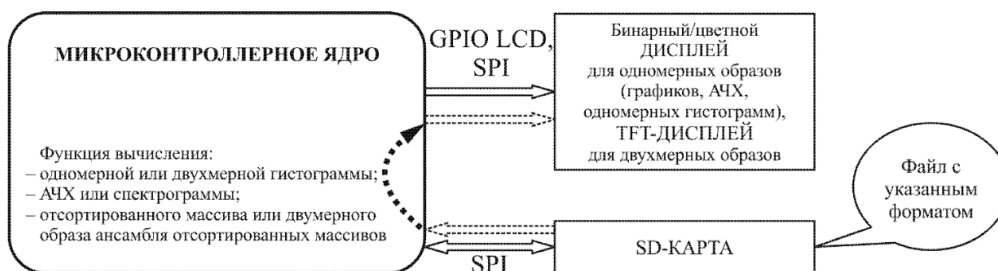 МИКРОКОНТРОЛЛЕРНОЕ ЯДРО
Функция вычисления:
– одномерной или двухмерной гистограммы;
– АЧХ или спектрограммы;
– отсортированного массива или двумерного
образа ансамбля отсортированных массивов
GPIO LCD,
SPI
Бинарный/цветной
ДИСПЛЕЙ
для одномерных образов
(графиков, АЧХ,
одномерных гистограмм),
TFT-ДИСПЛЕЙ
для двухмерных образов
Файл с
указанным
форматом
SD-КАРТА
SPI